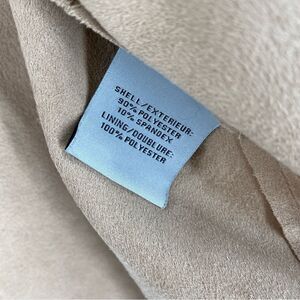 SHELL/EXTERIEUR:
90% POLYESTER
10% SPANDEX
LINING/DOUBLURE:
100% POLYESTER